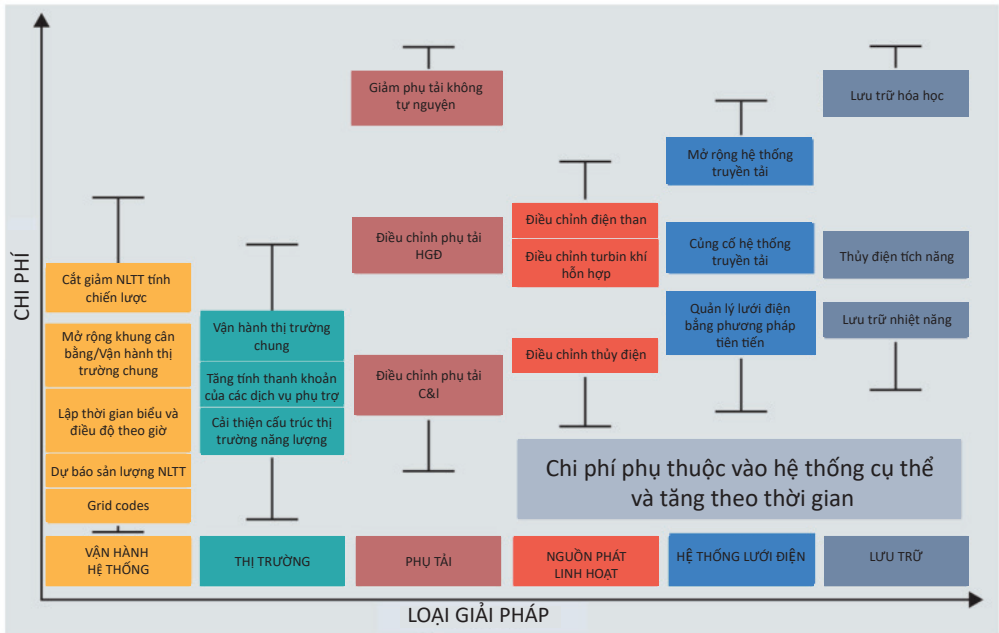 CHI PHÍ
Cắt giảm NLTT tính
chiến lược
Mở rộng khung cân
bằng/Vận hành thị
trường chung
Lập thời gian biểu và
điều độ theo giờ
Dự báo sản lượng NLTT
Grid codes
VẬN HÀNH
HỆ THỐNG
Vận hành thị trường
chung
Tăng tính thanh khoản
của các dịch vụ phụ trợ
Cải thiện cấu trúc thị
trường năng lượng
THỊ TRƯỜNG
Giảm phụ tải không
tự nguyện
Điều chỉnh phụ tải
HGĐ
Điều chỉnh phụ tải
C&I
PHỤ TẢI
Điều chỉnh điện than
Điều chỉnh turbin khí
hỗn hợp
Điều chỉnh thủy điện
NGUỒN PHÁT
LINH HOẠT
Mở rộng hệ thống
truyền tải
Củng cố hệ thống
truyền tải
Quản lý lưới điện
bằng phương pháp
tiên tiến
HỆ THỐNG LƯỚI ĐIỆN
Lưu trữ hóa học
Thủy điện tích năng
Lưu trữ nhiệt năng
LƯU TRỮ
Chi phí phụ thuộc vào hệ thống cụ thể
và tăng theo thời gian
LOẠI GIẢI PHÁP